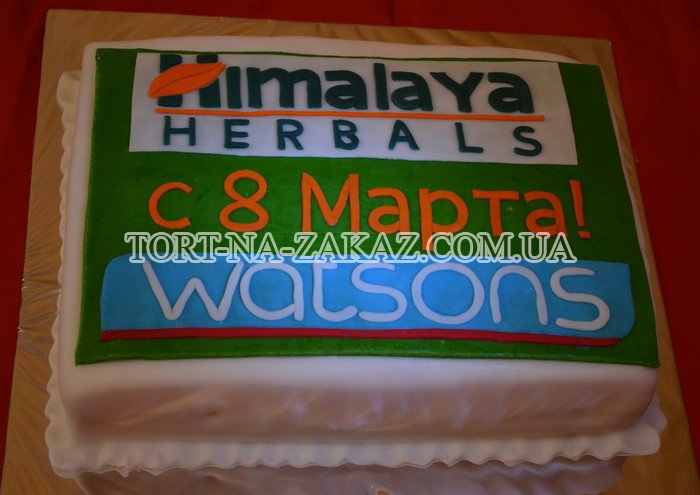 Himalaya
HERBALS
с 8 Марта!
TORT-NA-ZAKAZ.COM.UA
watsons